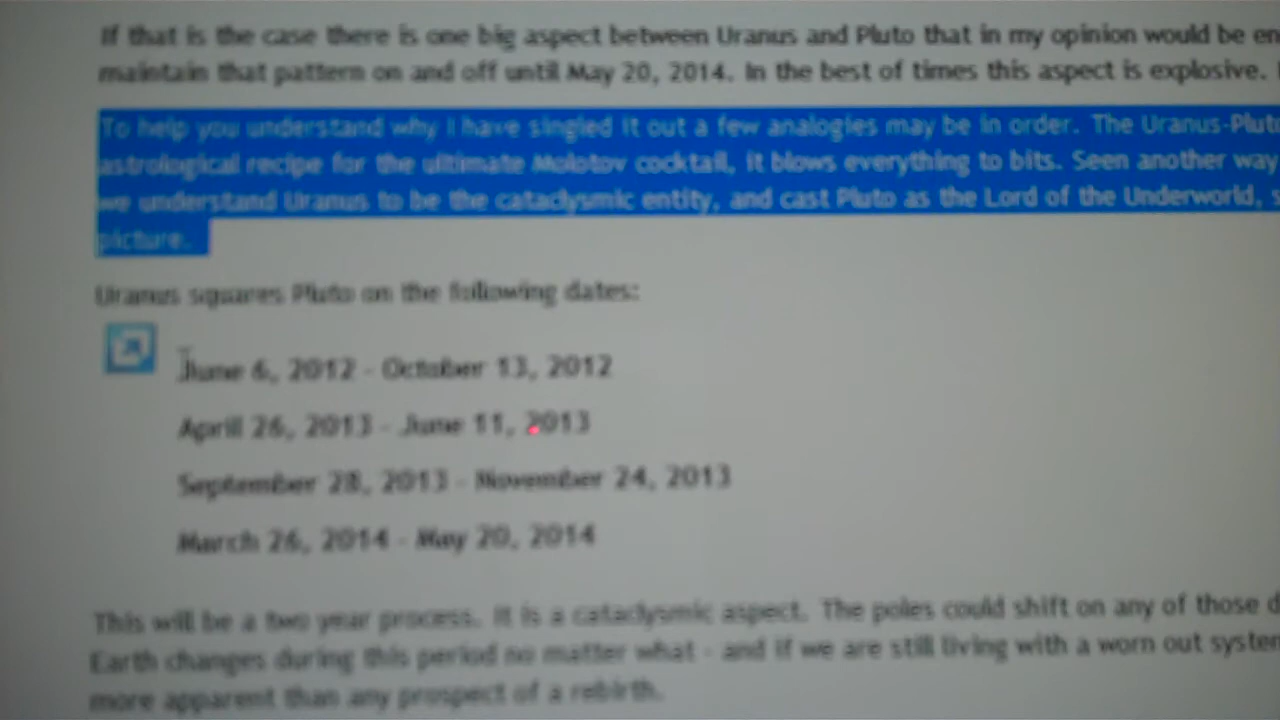 If that is the case there is one big aspect between Uranus and Pluto that in my opinion would be
maintain that pattern on and off until May 20, 2014. In the best of times this aspect is explosive.
To help you understand why I have singled it out a few analogies may be in order. The Uranus-Plut
astrological recipe for the ultimate Molotov cocktail, it blows everything to bits. Seen another way
we understand Uranus to be the cataclysmic entity, and cast Pluto as the Lord of the Underworld,
picture.
Uranus squares Pluto on the following dates:
June 6, 2012 - October 13, 2012
April 26, 2013 - June 11, 2013
September 28, 2013 - November 24, 2013
March 26, 2014 - May 20, 2014
This will be a two year process. It is a cataclysmic aspect. The poles could shift on any of those d
Earth changes during this period no matter what - and if we are still living with a worn out system
more apparent than any prospect of a rebirth.